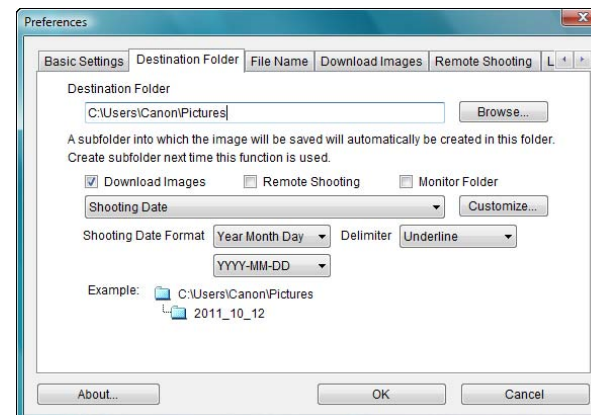 Preferences
Basic Settings Destination Folder File Name Download Images Remote Shooting L
Destination Folder
C:\Users\Canon\Pictures Browse...
A subfolder into which the image will be saved will automatically be created in this folder.
Create subfolder next time this function is used.
Download Images Remote Shooting Monitor Folder
Shooting Date Customize...
Shooting Date Format Year Month Day Delimiter Underline
YYYY-MM-DD
Example: C:\Users\Canon\Pictures
2011_10_12
About... OK Cancel